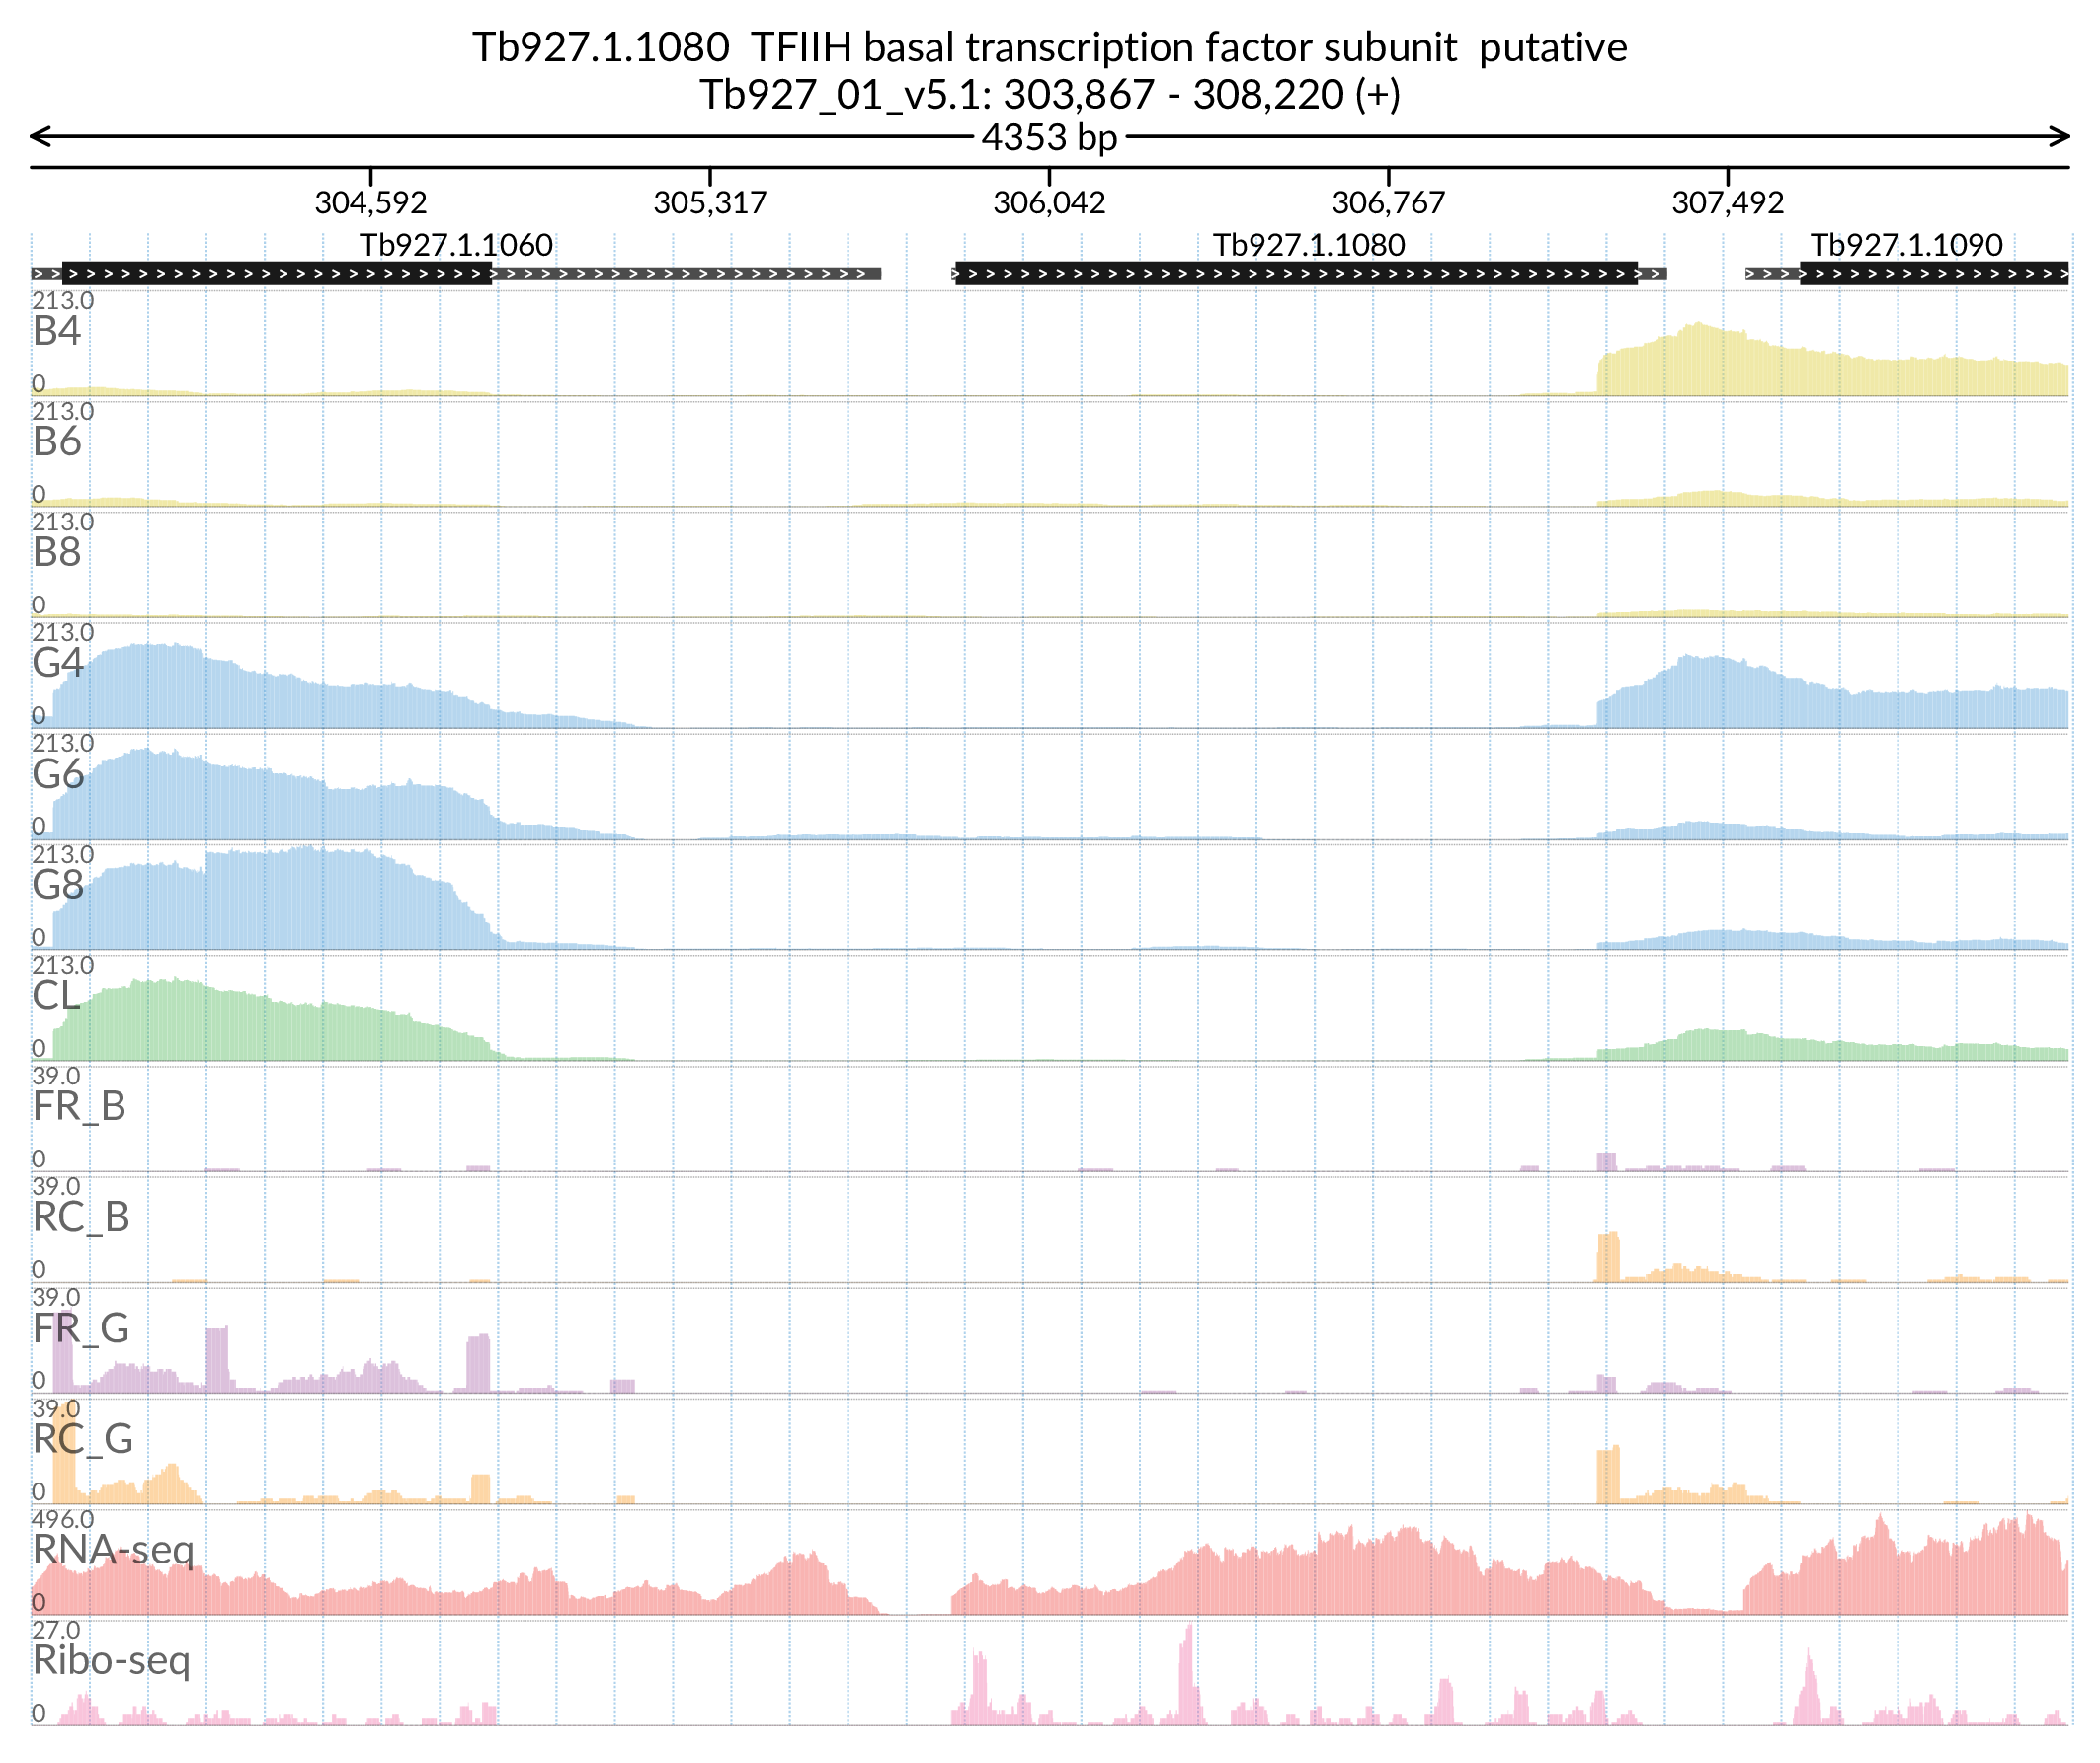 Tb927.1.1080  TFIIH basal transcription factor subunit  putative
Tb927_01_v5.1: 303,867 - 308,220 (+)
4353 bp
304,592 305,317 306,042 306,767 307,492
Tb927.1.1060 Tb927.1.1080 Tb927.1.1090
213.0
B4
0
213.0
B6
0
213.0
B8
0
213.0
G4
0
213.0
G6
0
213.0
G8
0
213.0
CL
0
39.0
FR_B
0
39.0
RC_B
0
39.0
FR_G
0
39.0
RC_G
0
496.0
RNA-seq
0
27.0
Ribo-seq
0